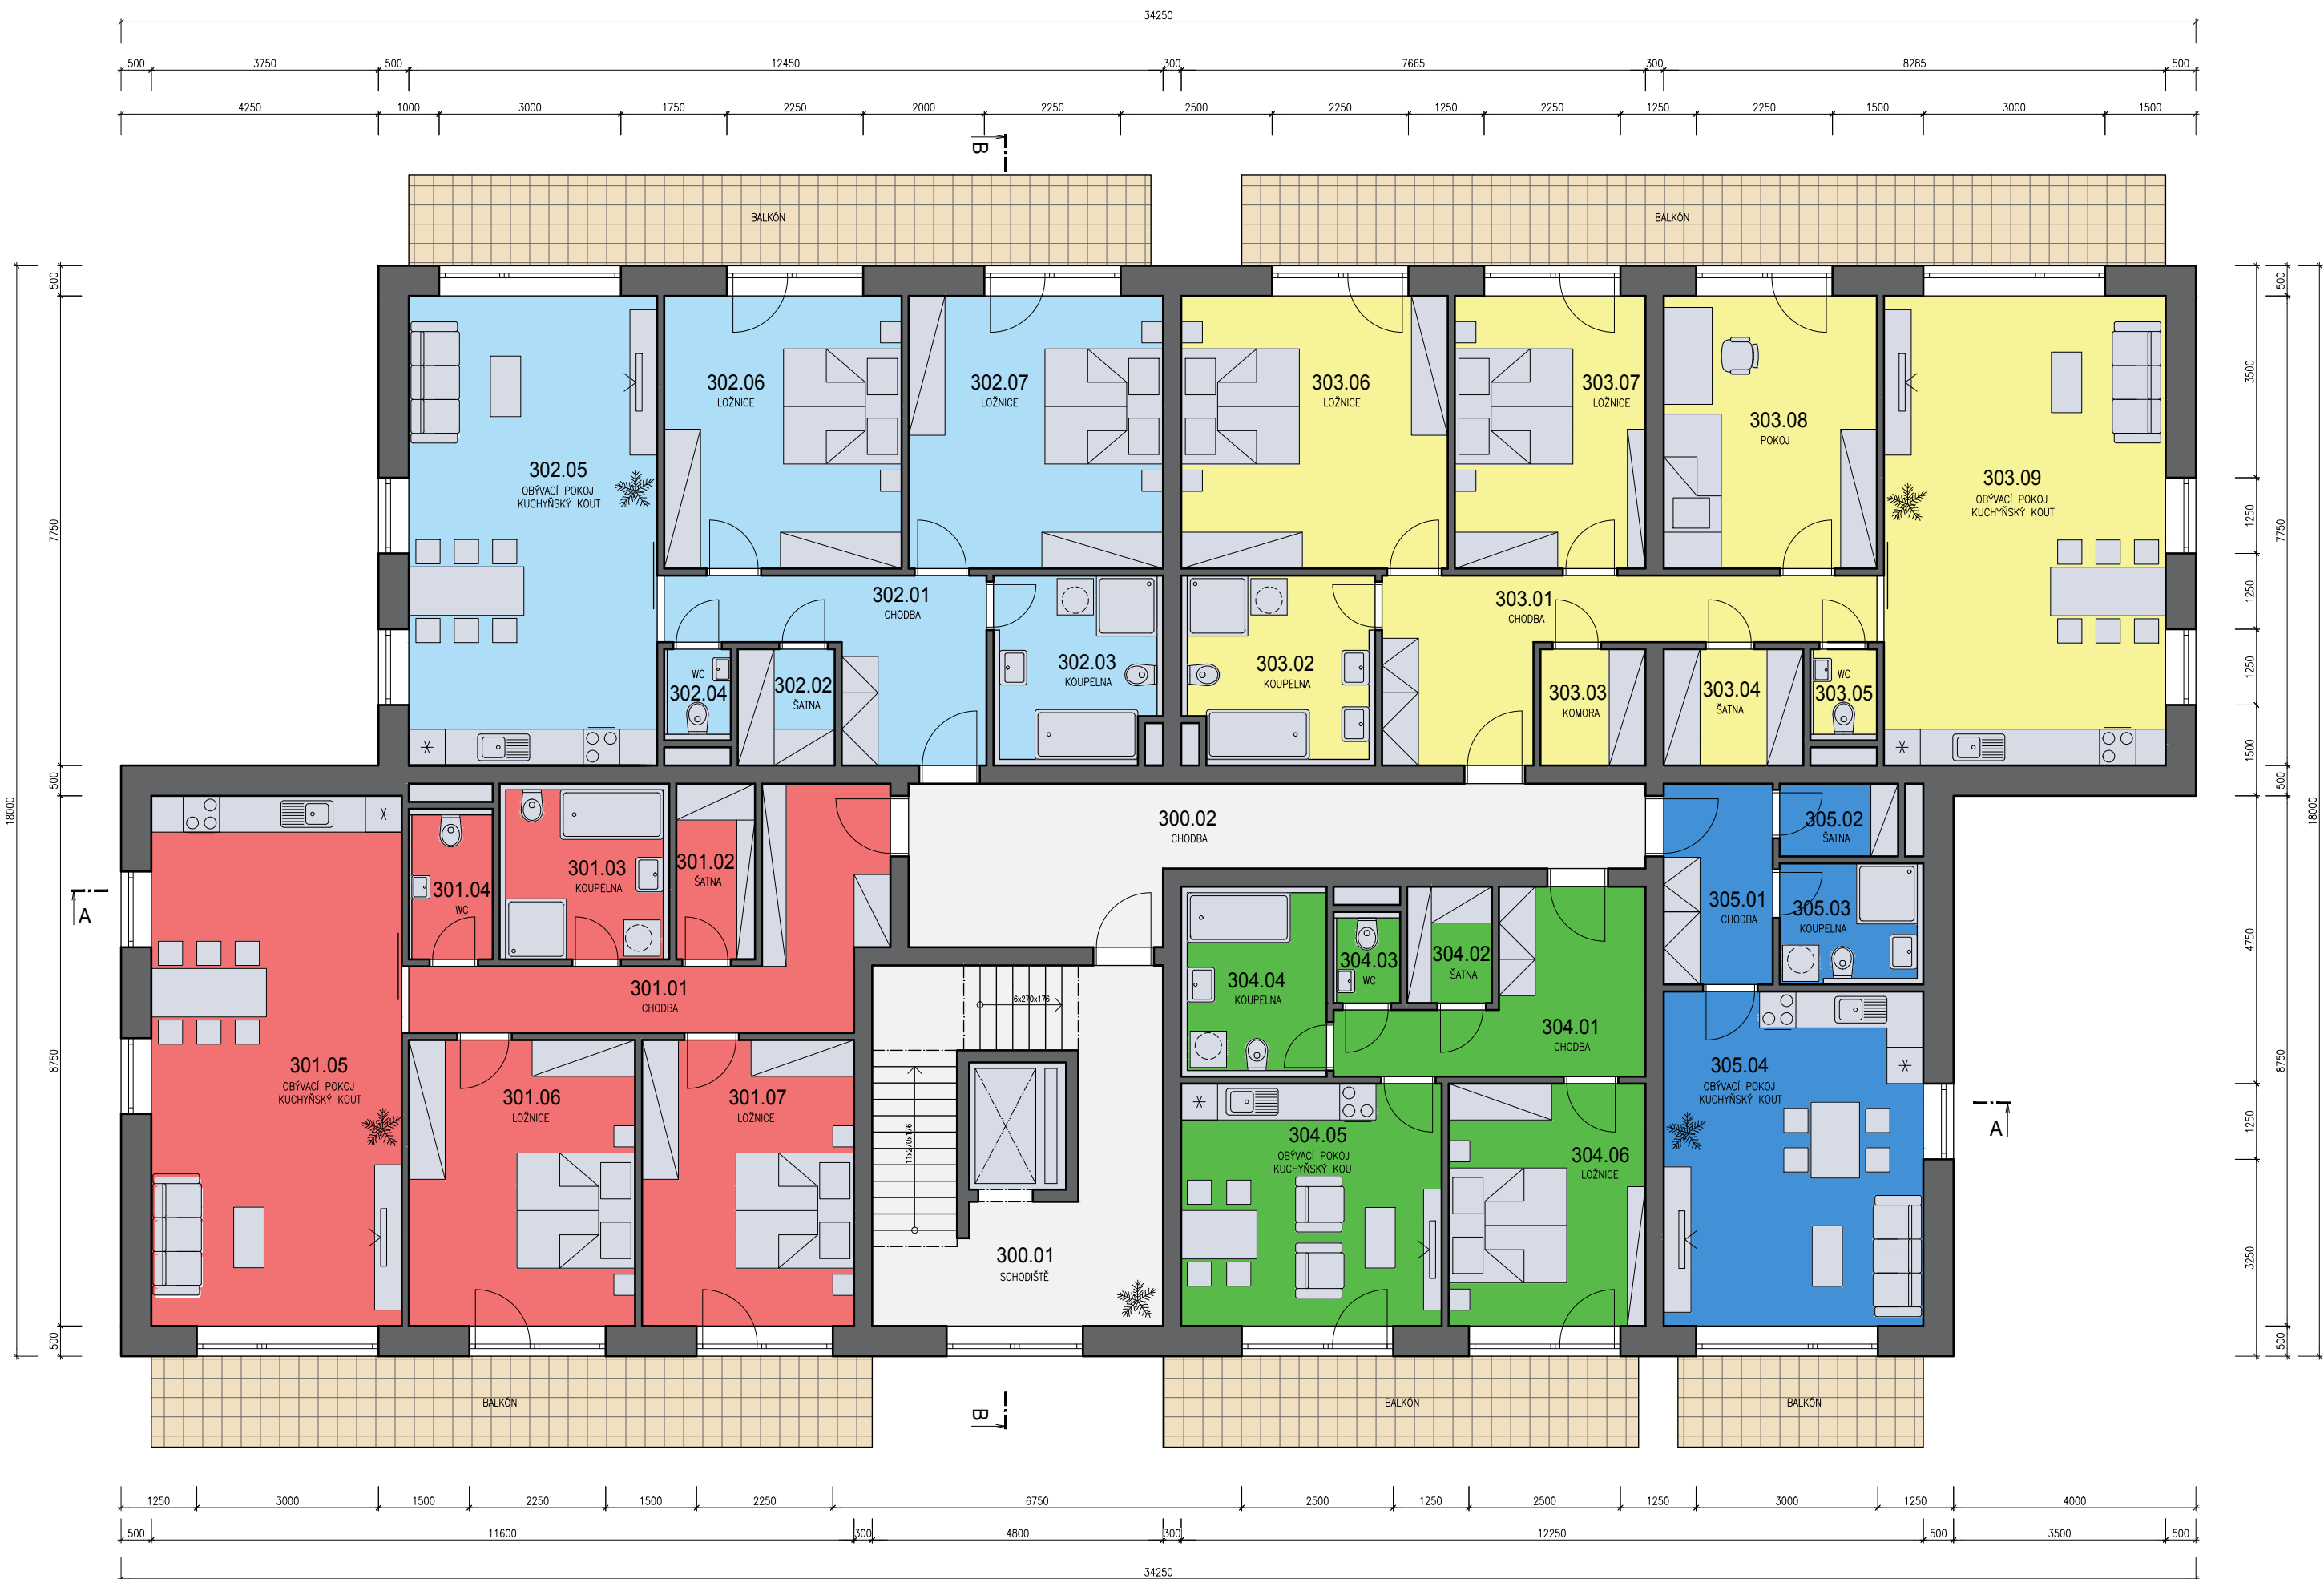 34250
500 3750 500 12450 300 7665 300 8285 500
4250 1000 3000 1750 2250 2000 2250 2500 2250 1250 2250 1250 2250 1500 3000 1500
B
BALKÓN
BALKÓN
18000
500
7750
500
8750
500
500
3500
1250
1250
1250
1500
4750
1250
3250
500
7750
500
8750
500
18000
302.05
OBÝVACÍ POKOJ
KUCHYŇSKÝ KOUT
302.06
LOŽNICE
302.07
LOŽNICE
303.06
LOŽNICE
303.07
LOŽNICE
303.08
POKOJ
303.09
OBÝVACÍ POKOJ
KUCHYŇSKÝ KOUT
302.01
CHODBA
WC
302.04
302.02
ŠATNA
302.03
KOUPELNA
303.02
KOUPELNA
303.01
CHODBA
303.03
KOMORA
303.04
ŠATNA
WC
303.05
300.02
CHODBA
301.04
WC
301.03
KOUPELNA
301.02
ŠATNA
305.02
ŠATNA
305.01
CHODBA
305.03
KOUPELNA
A
301.01
CHODBA
304.04
KOUPELNA
304.03
WC
304.02
ŠATNA
304.01
CHODBA
6x270x176
11x270x176
301.05
OBÝVACÍ POKOJ
KUCHYŇSKÝ KOUT
301.06
LOŽNICE
301.07
LOŽNICE
300.01
SCHODIŠTĚ
304.05
OBÝVACÍ POKOJ
KUCHYŇSKÝ KOUT
304.06
LOŽNICE
305.04
OBÝVACÍ POKOJ
KUCHYŇSKÝ KOUT
A
BALKÓN
B
BALKÓN
BALKÓN
1250 3000 1500 2250 1500 2250 6750 2500 1250 2500 1250 3000 1250 4000
500 11600 300 4800 300 12250 500 3500 500
34250